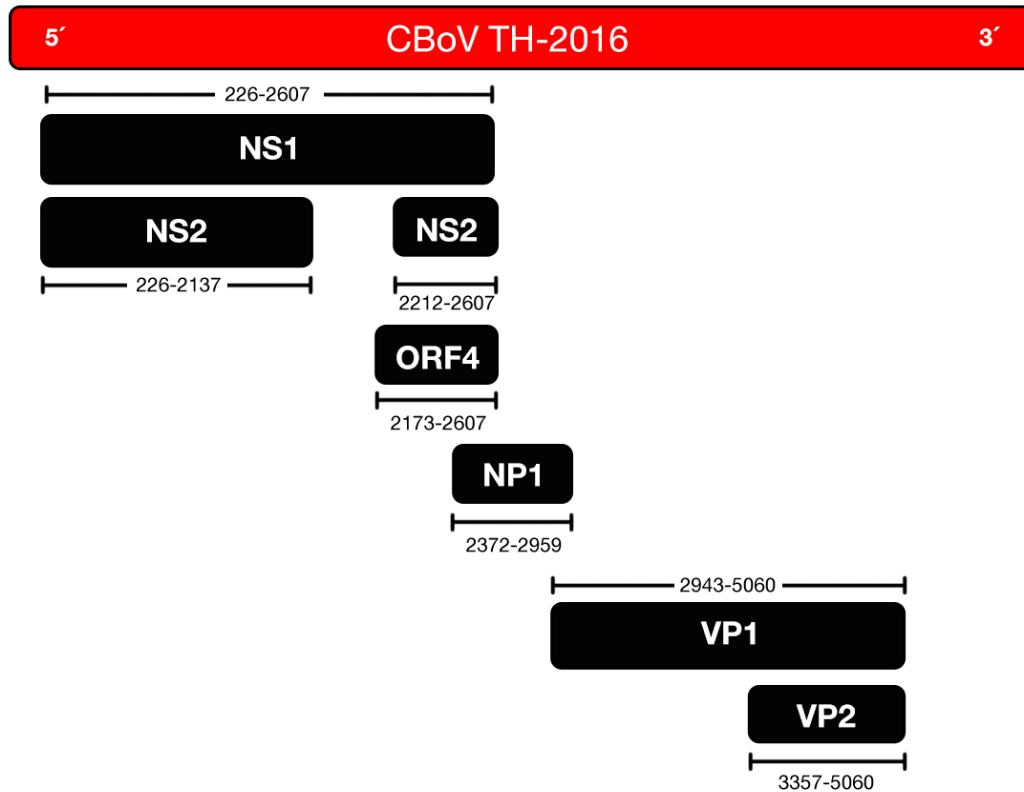 5´ CBoV TH-2016 3´
226-2607
NS1
NS2 NS2
226-2137
2212-2607
ORF4
2173-2607
NP1
2372-2959
2943-5060
VP1
VP2
3357-5060